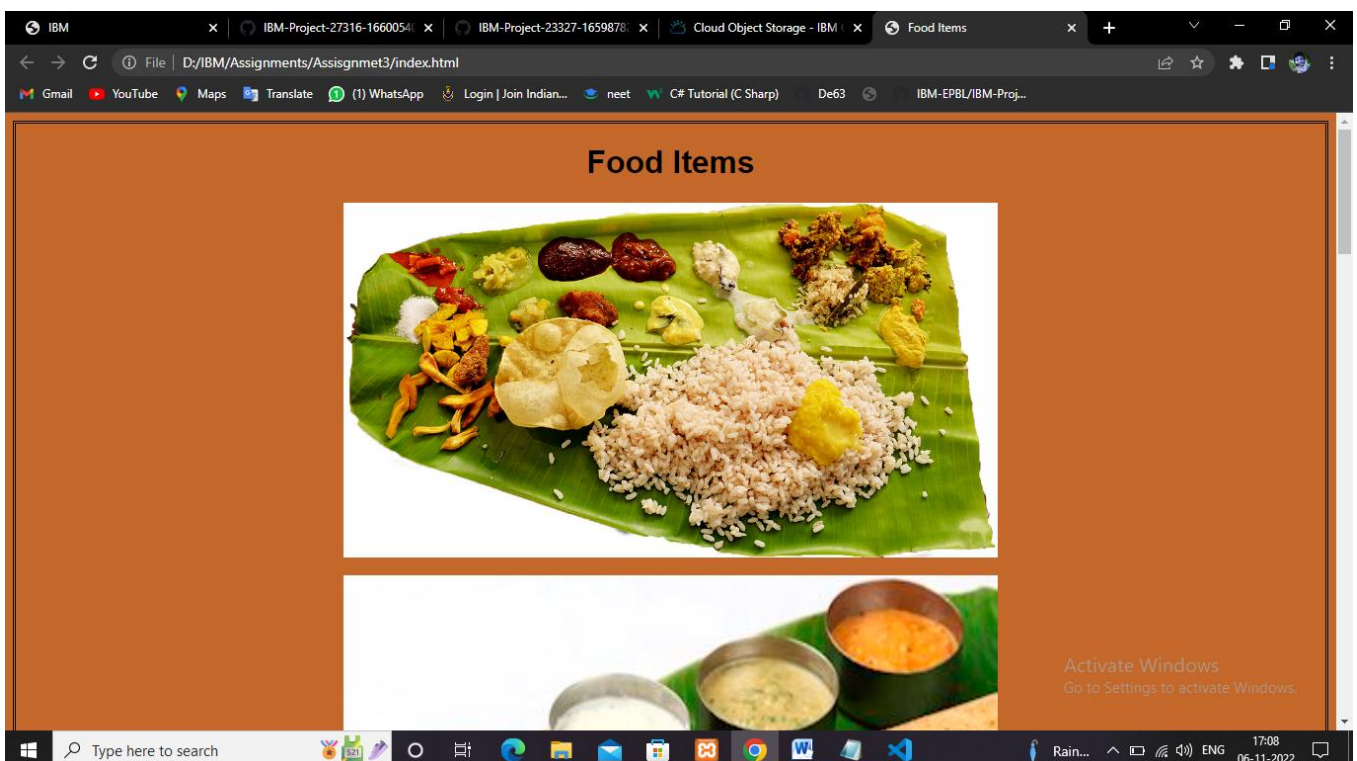 IBM IBM-Project-27316-16600546 IBM-Project-23327-1659878: Cloud Object Storage - IBM Food Items
File D:/IBM/Assignments/Assisgnmet3/index.html
Gmail YouTube Maps Translate (1) WhatsApp Login | Join Indian... neet C# Tutorial (C Sharp) De63 IBM-EPBL/IBM-Proj...
Food Items
Activate Windows
Go to Settings to activate Windows.
Type here to search Rain... ENG 17:08
06-11-2022